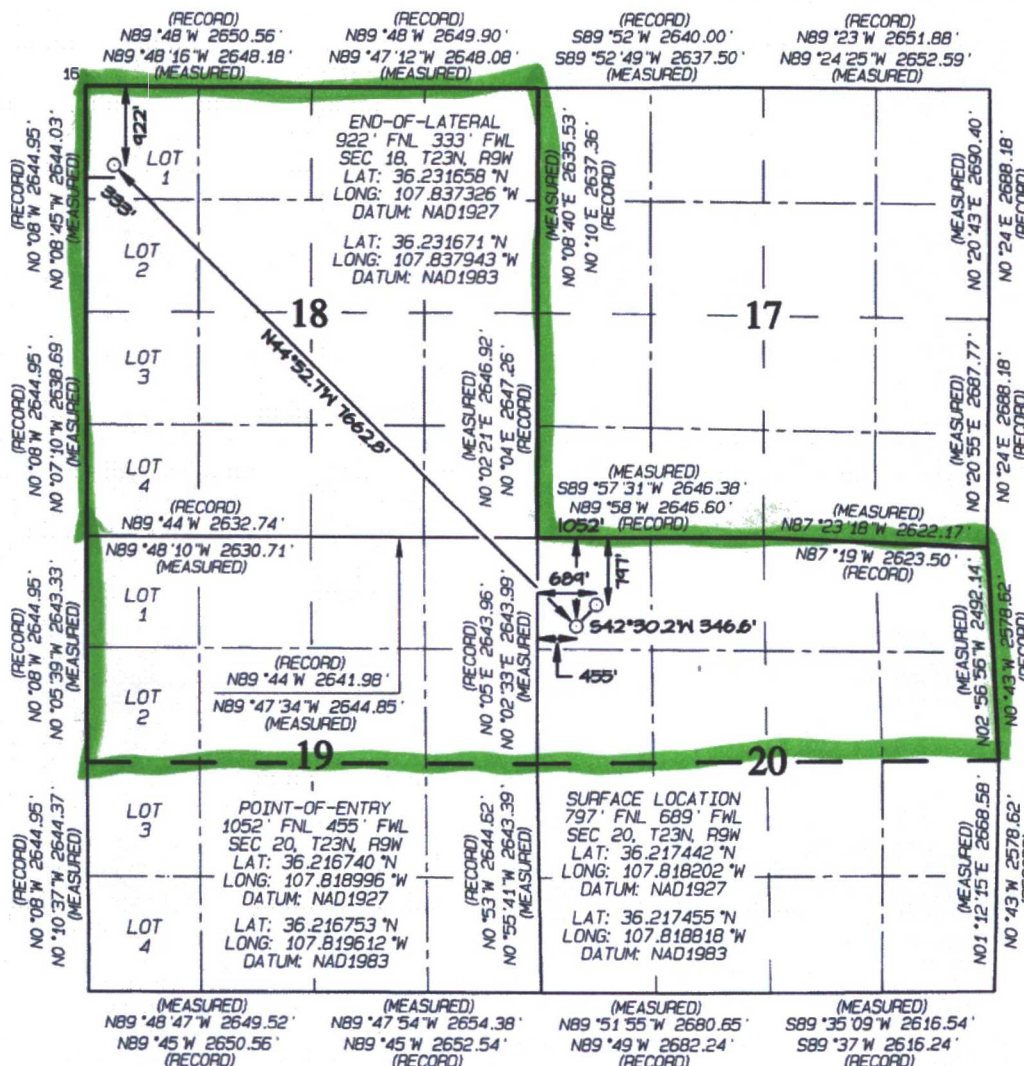 (RECORD)
N89°48'W 2650.56'
N89°48'16"W 2648.18'
(MEASURED)
(RECORD)
N89°48'W 2649.90'
N89°47'12"W 2648.08'
(MEASURED)
(RECORD)
S89°52'W 2640.00'
S89°52'49"W 2637.50'
(MEASURED)
(RECORD)
N89°23'W 2651.88'
N89°24'25"W 2652.59'
(MEASURED)
16
922'
333'
LOT
1
LOT
2
LOT
3
LOT
4
(RECORD)
N0°08'W 2644.95'
N0°08'45"W 2644.03'
(MEASURED)
(RECORD)
N0°08'W 2644.95'
N0°07'10"W 2638.69'
(MEASURED)
END-OF-LATERAL
922' FNL 333' FWL
SEC 18, T23N, R9W
LAT: 36.231658°N
LONG: 107.837326°W
DATUM: NAD1927
LAT: 36.231671°N
LONG: 107.837943°W
DATUM: NAD1983
18
17
N44°52.7'W 7662.8'
(MEASURED)
N0°08'40"E 2635.53'
N0°10'E 2637.36'
(RECORD)
(MEASURED)
N0°20'43"E 2690.40'
N0°24'E 2688.18'
(RECORD)
(MEASURED)
N0°02'21"E 2646.92'
N0°04'E 2647.26'
(RECORD)
(MEASURED)
N0°20'55"E 2687.77'
N0°24'E 2688.18'
(RECORD)
(RECORD)
N89°44'W 2632.74'
N89°48'10"W 2630.71'
(MEASURED)
(MEASURED)
S89°57'31"W 2646.38'
N89°58'W 2646.60'
(RECORD)
(MEASURED)
N87°23'18"W 2622.17'
N87°19'W 2623.50'
(RECORD)
1052'
689'
797'
S42°30.2'W 346.6'
455'
LOT
1
LOT
2
(RECORD)
N0°08'W 2644.95'
N0°05'39"W 2643.33'
(MEASURED)
(RECORD)
N89°44'W 2641.98'
N89°47'34"W 2644.85'
(MEASURED)
(RECORD)
N0°05'E 2643.96'
N0°02'33"E 2643.99'
(MEASURED)
N02°56'56"W 2492.14'
N0°43'W 2578.62'
19
20
LOT
3
LOT
4
(RECORD)
N0°08'W 2644.95'
N0°10'37"W 2644.37'
(MEASURED)
POINT-OF-ENTRY
1052' FNL 455' FWL
SEC 20, T23N, R9W
LAT: 36.216740°N
LONG: 107.818996°W
DATUM: NAD1927
LAT: 36.216753°N
LONG: 107.819612°W
DATUM: NAD1983
(RECORD)
N0°53'W 2644.62'
N0°55'41"W 2643.39'
(MEASURED)
SURFACE LOCATION
797' FNL 689' FWL
SEC 20, T23N, R9W
LAT: 36.217442°N
LONG: 107.818202°W
DATUM: NAD1927
LAT: 36.217455°N
LONG: 107.818818°W
DATUM: NAD1983
(MEASURED)
N01°12'15"E 2668.58'
N0°43'W 2578.62'
(MEASURED)
N89°48'47"W 2649.52'
N89°45'W 2650.56'
(RECORD)
(MEASURED)
N89°47'54"W 2654.38'
N89°45'W 2652.54'
(RECORD)
(MEASURED)
N89°51'55"W 2680.65'
N89°49'W 2682.24'
(RECORD)
(MEASURED)
S89°35'09"W 2616.54'
S89°37'W 2616.24'
(RECORD)